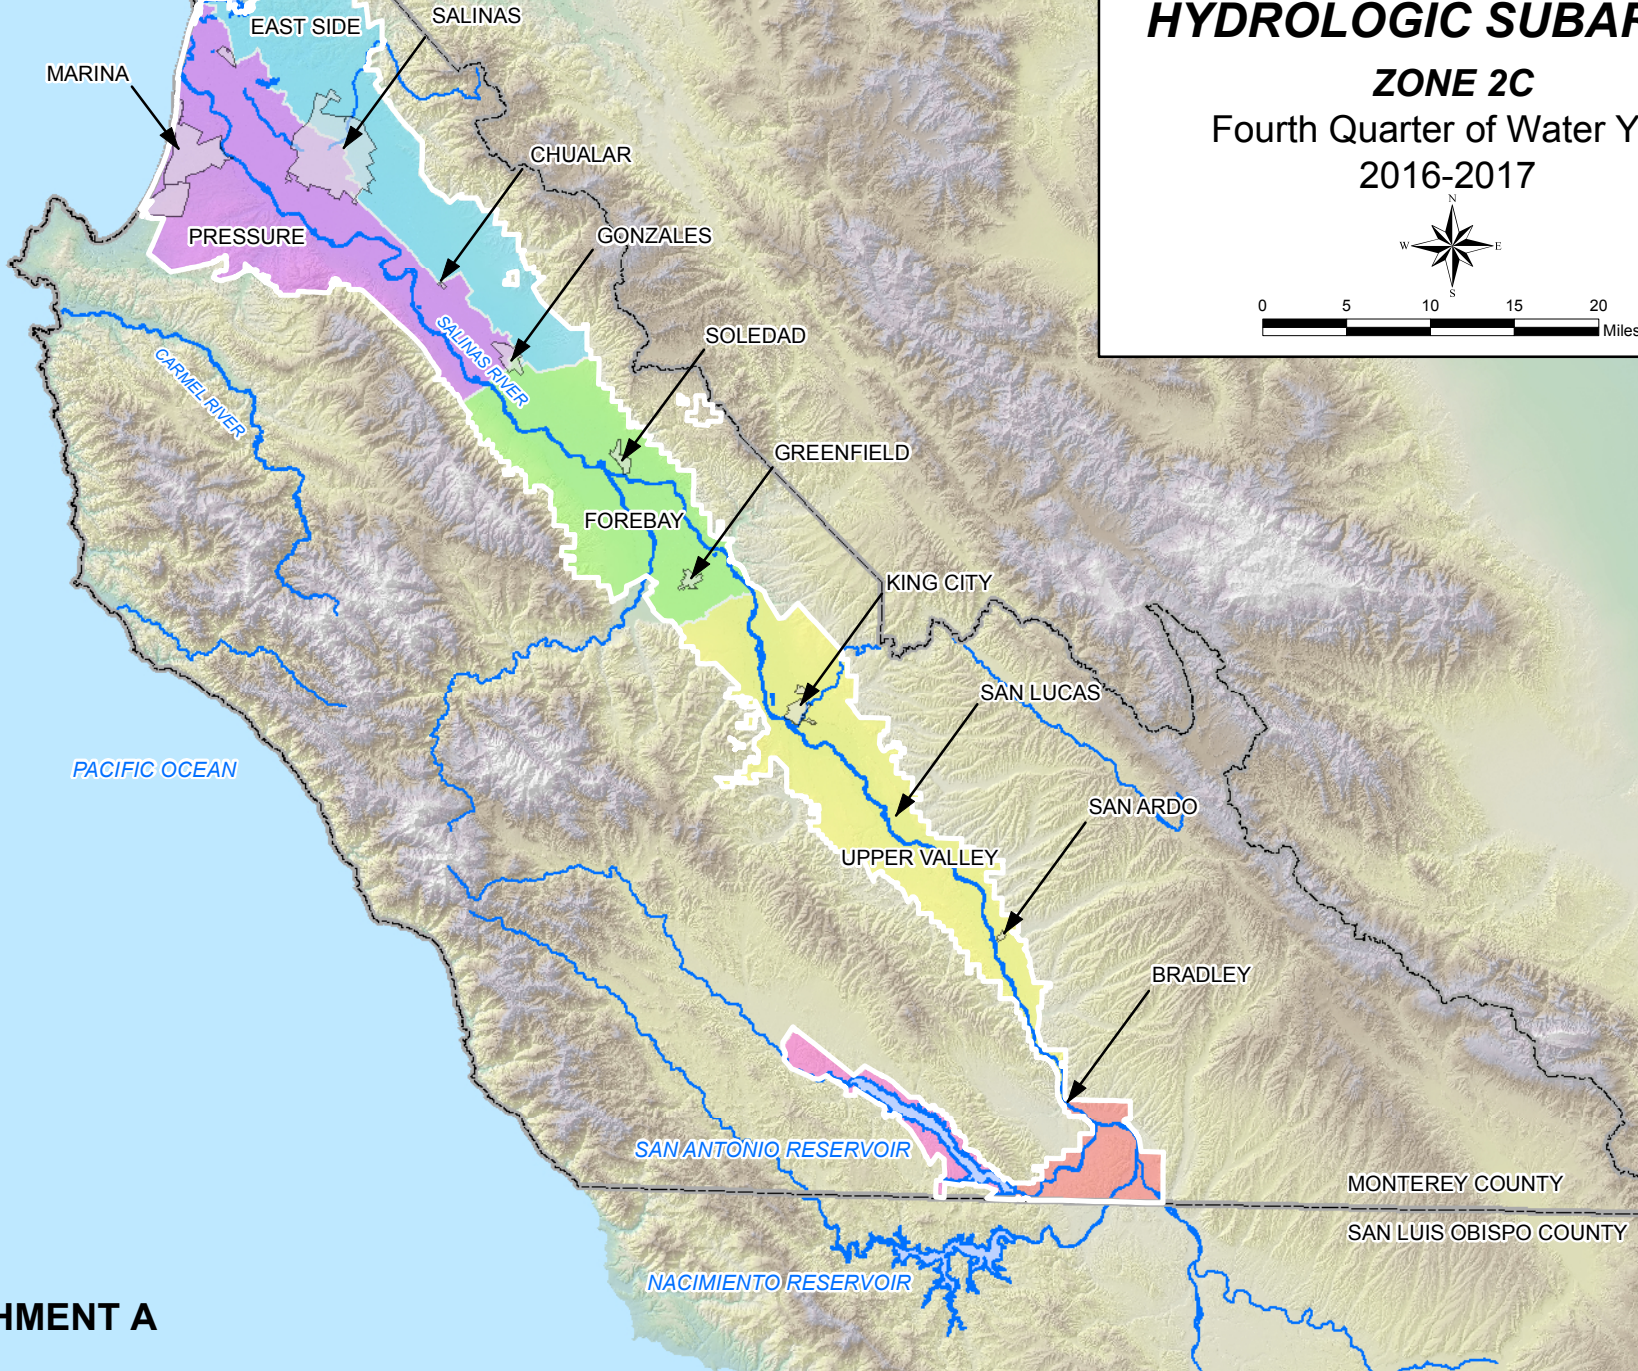 HYDROLOGIC SUBAR
ZONE 2C
Fourth Quarter of Water Y
2016-2017
N
W
E
S
0 5 10 15 20
Miles
SALINAS
EAST SIDE
MARINA
CHUALAR
PRESSURE
GONZALES
SALINAS RIVER
SOLEDAD
CARMEL RIVER
GREENFIELD
FOREBAY
KING CITY
SAN LUCAS
PACIFIC OCEAN
SAN ARDO
UPPER VALLEY
BRADLEY
SAN ANTONIO RESERVOIR
MONTEREY COUNTY
SAN LUIS OBISPO COUNTY
NACIMIENTO RESERVOIR
HMENT A